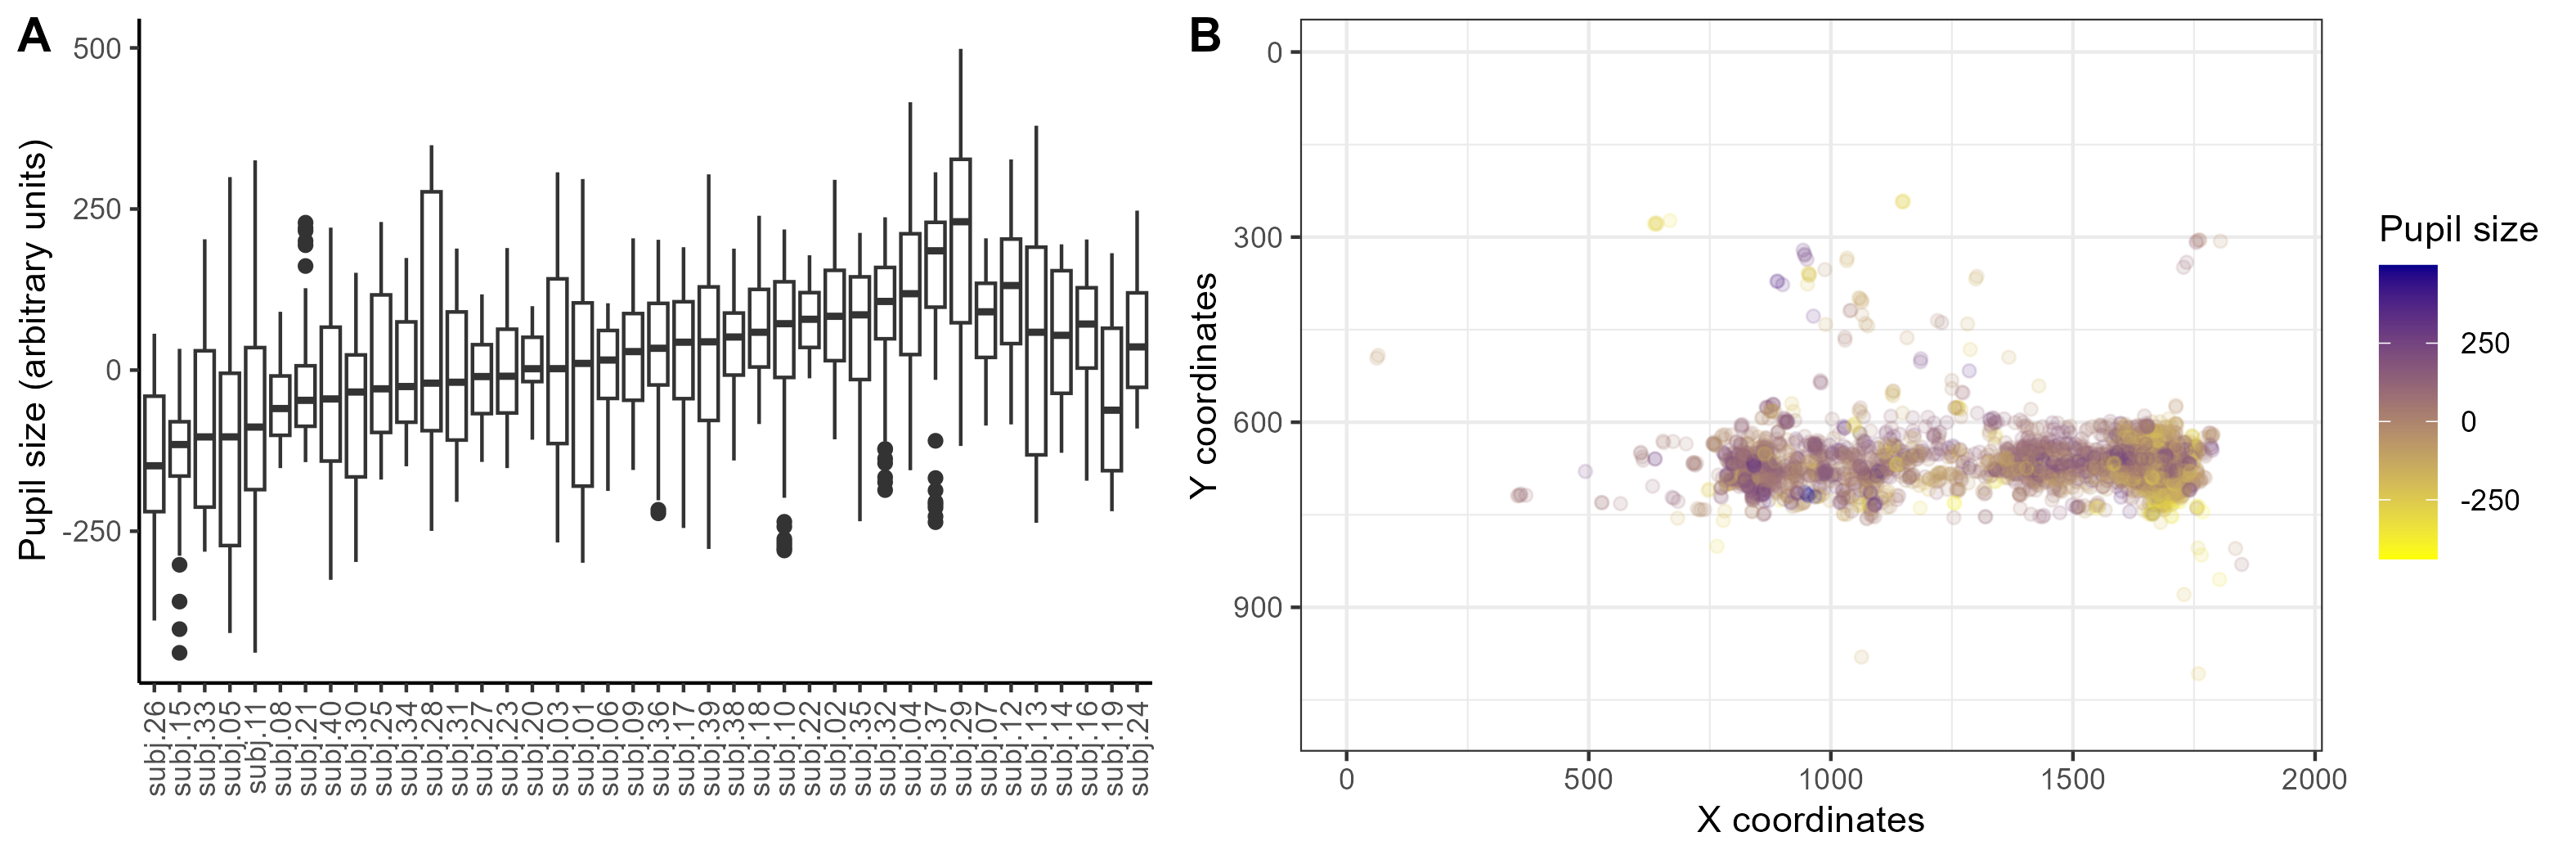 A
Pupil size (arbitrary units)
500
250
0
-250
subj.26
subj.15
subj.33
subj.05
subj.11
subj.08
subj.21
subj.40
subj.30
subj.25
subj.34
subj.28
subj.31
subj.27
subj.23
subj.20
subj.03
subj.01
subj.06
subj.09
subj.36
subj.17
subj.39
subj.38
subj.18
subj.10
subj.22
subj.02
subj.35
subj.32
subj.04
subj.37
subj.29
subj.07
subj.12
subj.13
subj.14
subj.16
subj.19
subj.24
B
Y coordinates
0
300
600
900
0 500 1000 1500 2000
X coordinates
Pupil size
250
0
-250